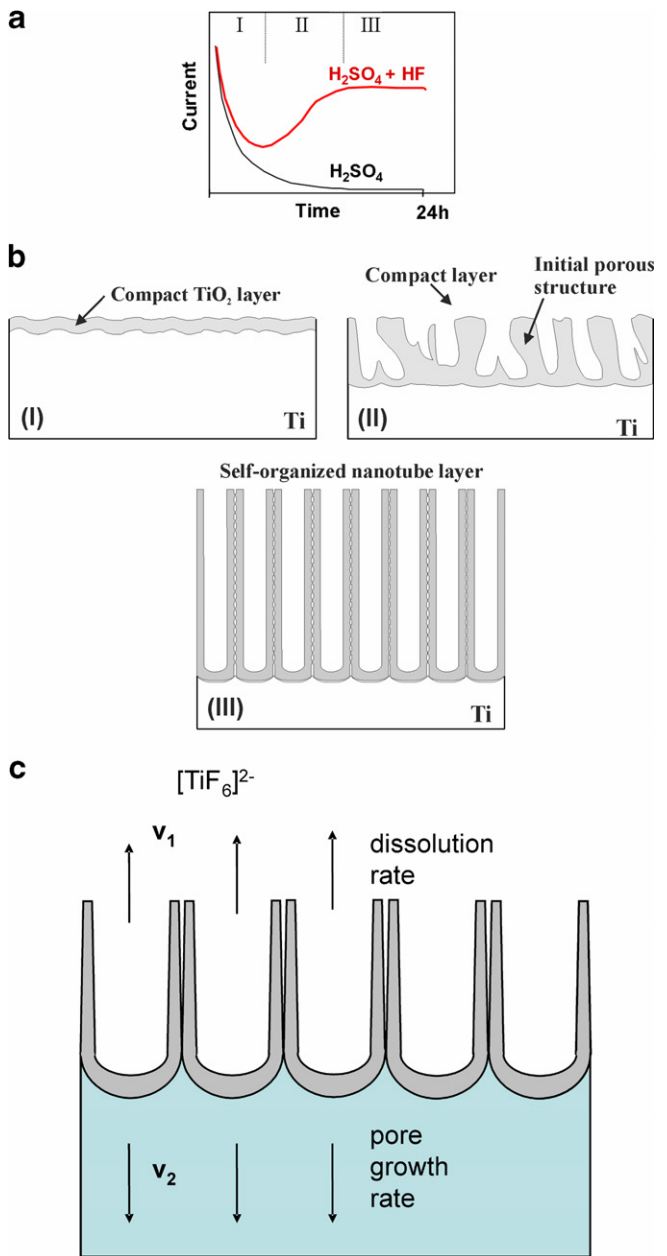 a
I II III
Current
H₂SO₄ + HF
H₂SO₄
Time 24h
b
Compact TiO₂ layer
Compact layer
Initial porous
structure
(I) Ti
(II) Ti
Self-organized nanotube layer
(III) Ti
c
[TiF₆]²⁻
v₁
dissolution
rate
v₂
pore
growth
rate